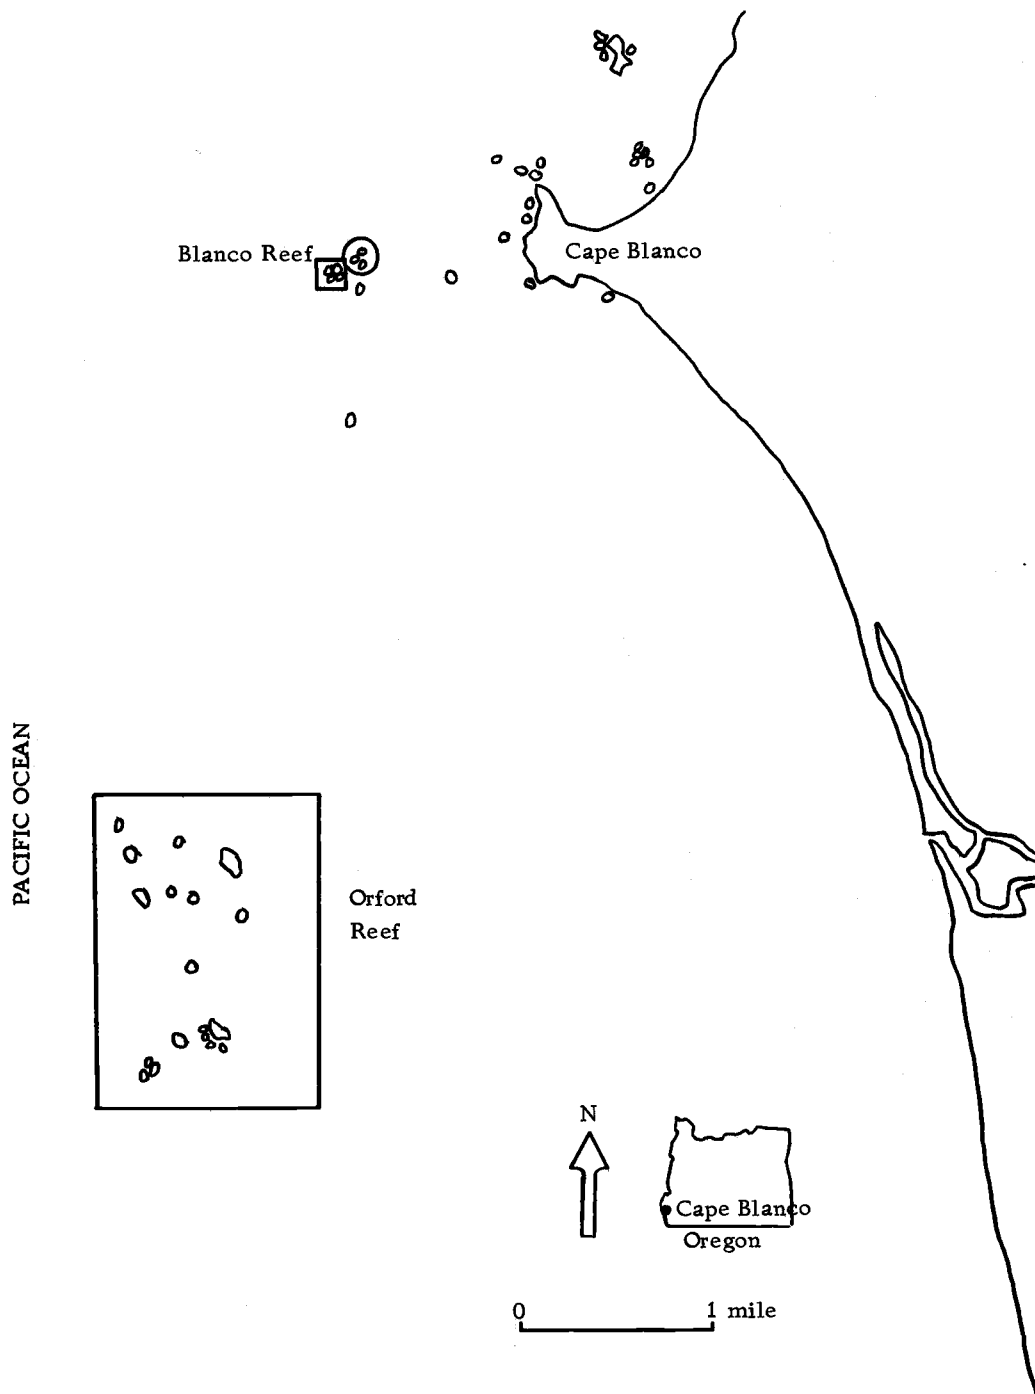 Blanco Reef
Cape Blanco
PACIFIC OCEAN
Orford
Reef
N
Cape Blanco
Oregon
0 1 mile